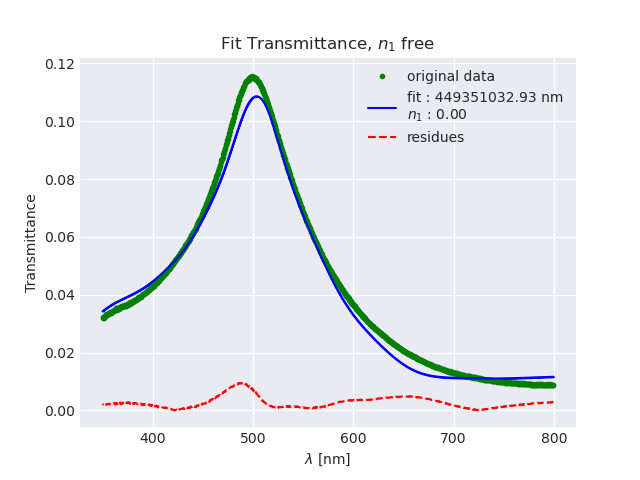 Fit Transmittance, n₁ free
original data
fit : 449351032.93 nm
n₁ : 0.00
residues
0.12
0.10
0.08
0.06
0.04
0.02
0.00
Transmittance
400
500
600
700
800
λ [nm]